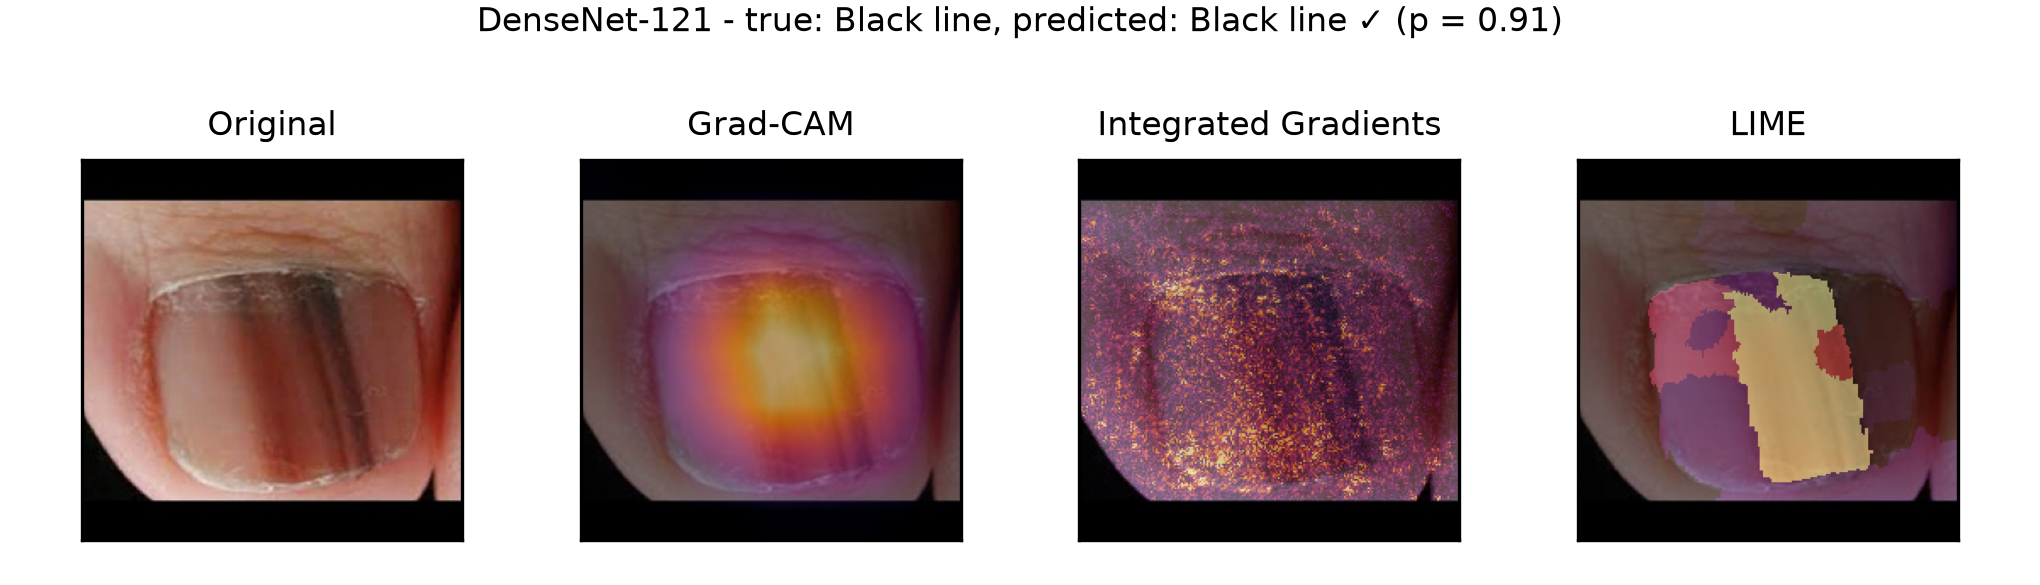 DenseNet-121 - true: Black line, predicted: Black line ✓ (p = 0.91)
Original
Grad-CAM
Integrated Gradients
LIME